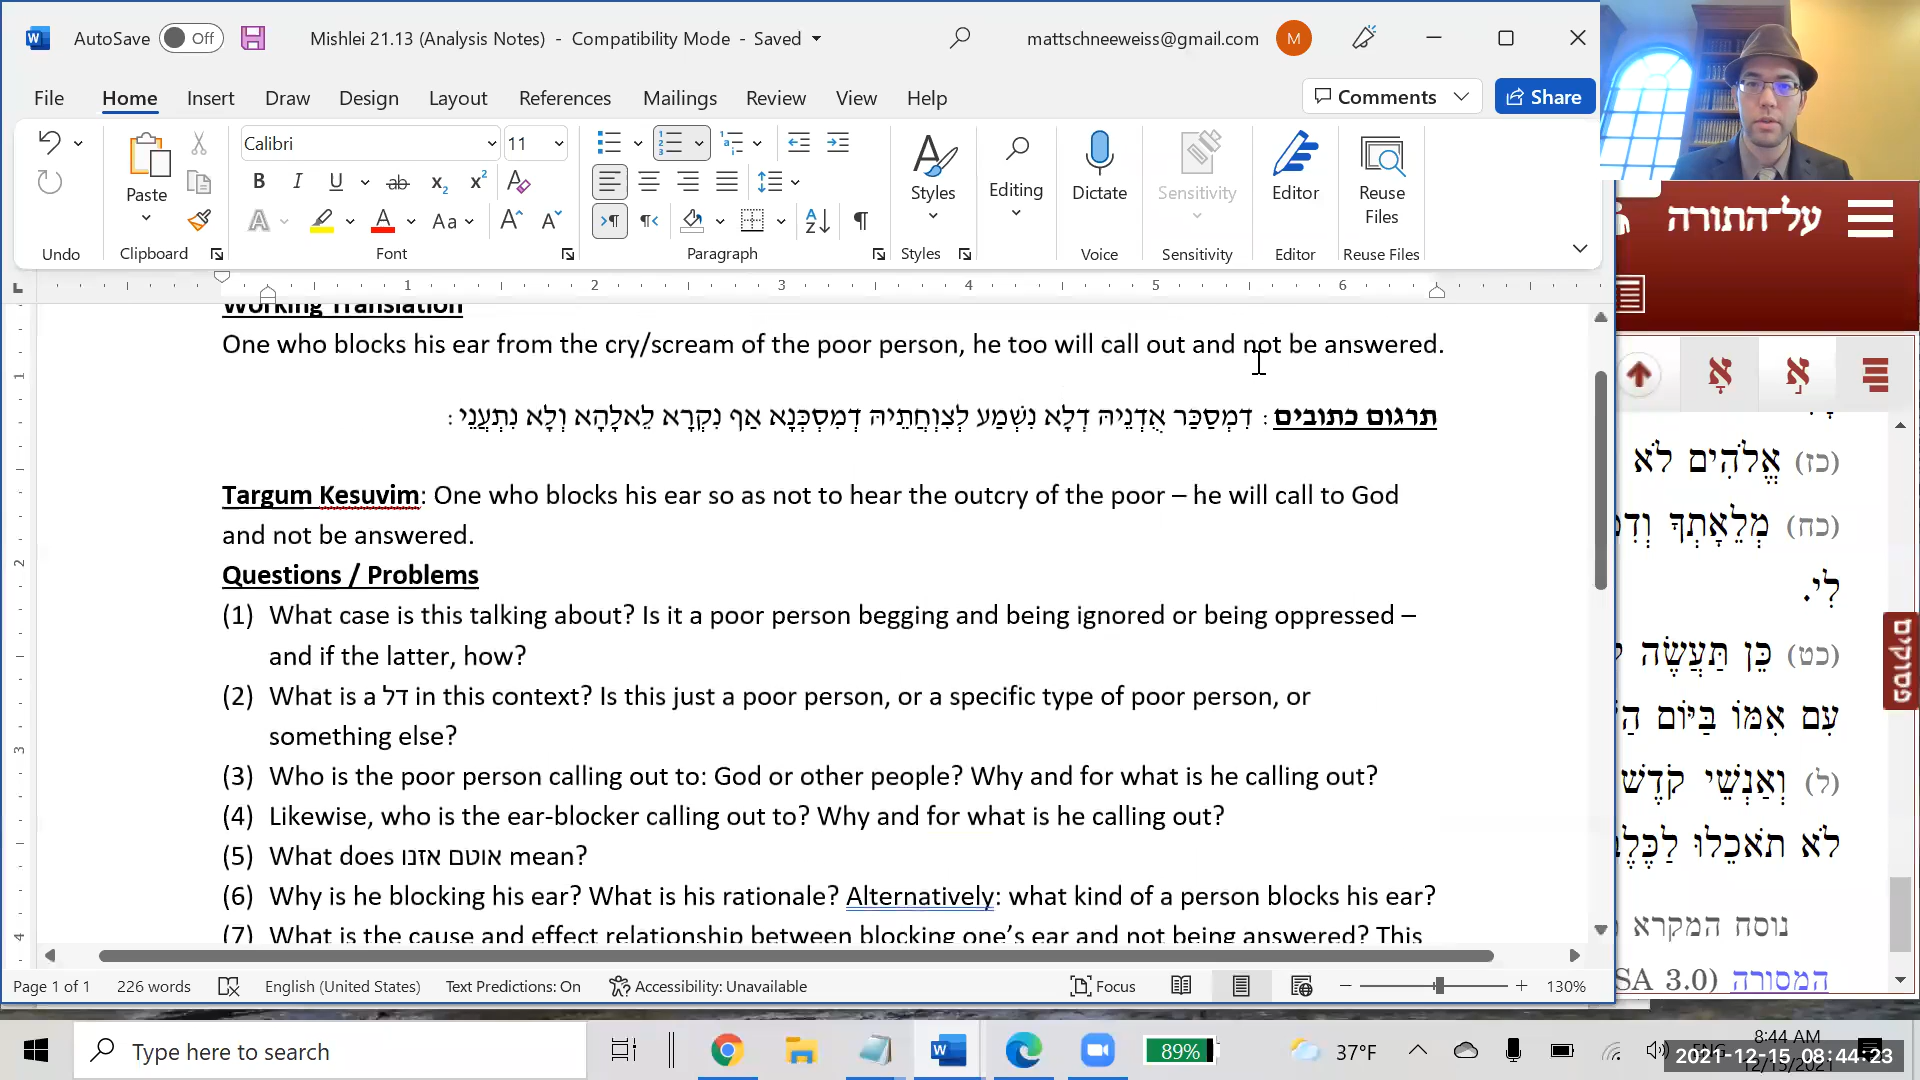 AutoSave Off Mishlei 21.13 (Analysis Notes) - Compatibility Mode - Saved mattschneeweiss@gmail.com M
File Home Insert Draw Design Layout References Mailings Review View Help Comments Share
Paste Calibri 11 Styles Editing Dictate Sensitivity Editor Reuse Files
Undo Clipboard Font Paragraph Styles Voice Sensitivity Editor Reuse Files
1 2 3 4 5 6
Working Translation
One who blocks his ear from the cry/scream of the poor person, he too will call out and not be answered.
תרגום כתובים: דִמְסַכַּר אֻדְנֵיהּ דְלָא נִשְׁמַע לְצִוְחֲתֵיהּ דְמִסְכְּנָא אַף נִקְרָא לֵאלָהָא וְלָא נִתְעֲנֵי:
Targum Kesuvim: One who blocks his ear so as not to hear the outcry of the poor – he will call to God
and not be answered.
Questions / Problems
(1) What case is this talking about? Is it a poor person begging and being ignored or being oppressed –
and if the latter, how?
(2) What is a דל in this context? Is this just a poor person, or a specific type of poor person, or
something else?
(3) Who is the poor person calling out to: God or other people? Why and for what is he calling out?
(4) Likewise, who is the ear-blocker calling out to? Why and for what is he calling out?
(5) What does אוטם אזנו mean?
(6) Why is he blocking his ear? What is his rationale? Alternatively: what kind of a person blocks his ear?
(7) What is the cause and effect relationship between blocking one's ear and not being answered? This
Page 1 of 1 226 words English (United States) Text Predictions: On Accessibility: Unavailable Focus 130%
על־התורה
(כז) אֱלֹהִים לֹא
(כח) מְלֵאָתְךָ
לִי.
(כט) כֵּן תַּעֲשֶׂה
עִם אִמּוֹ בַּיּוֹם
(ל) וְאַנְשֵׁי קֹדֶשׁ
לֹא תֹאכֵלוּ
פסוקים
נוסח המקרא
המסורה (SA 3.0)
Type here to search 89% 37°F 8:44 AM
2021-12-15 08:44:23